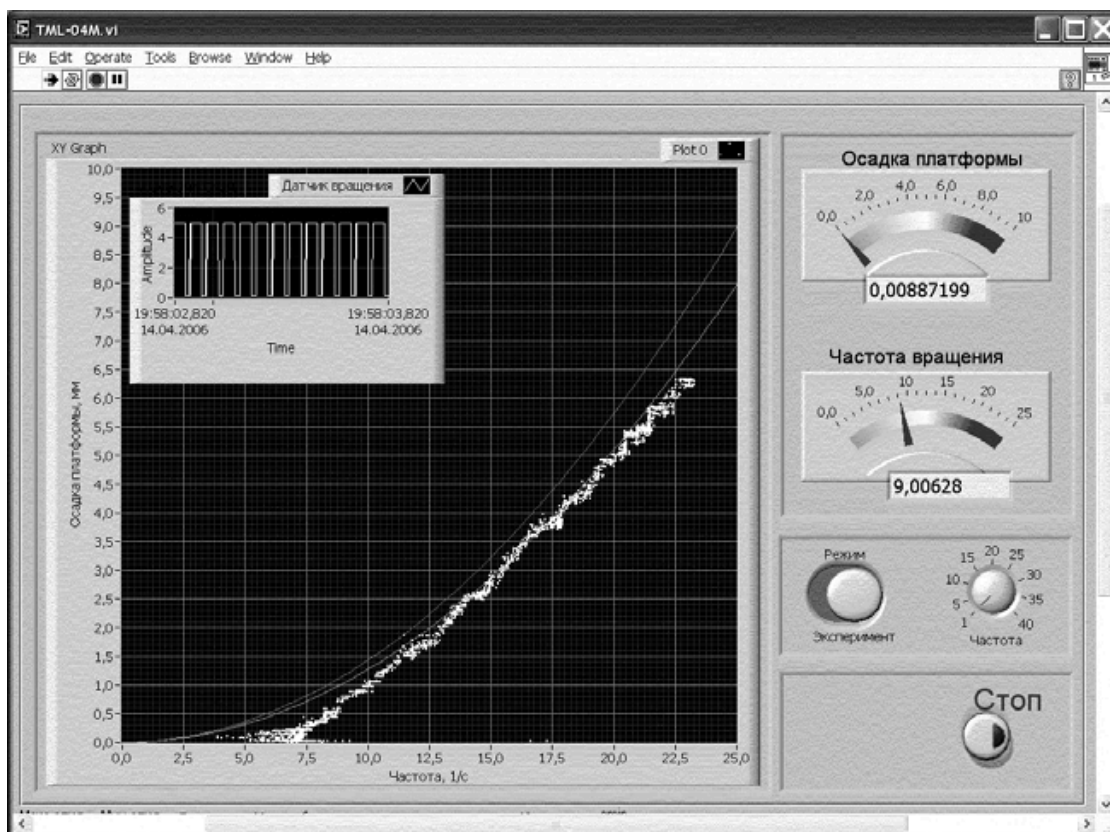 TML-04M.vi
File Edit Operate Tools Browse Window Help
XY Graph
Plot 0
10,0
9,5
9,0
8,5
8,0
7,5
7,0
6,5
6,0
5,5
5,0
4,5
4,0
3,5
3,0
2,5
2,0
1,5
1,0
0,5
0,0
Осадка платформы, мм
0,0 2,5 5,0 7,5 10,0 12,5 15,0 17,5 20,0 22,5 25,0
Частота, 1/с
Датчик вращения
6
4
2
0
Amplitude
19:58:02,820 19:58:03,820
14.04.2006 14.04.2006
Time
Осадка платформы
0,0 2,0 4,0 6,0 8,0 10
0,00887199
Частота вращения
0,0 5,0 10 15 20 25
9,00628
Режим
Эксперимент
1 5 10 15 20 25 30 35 40
Частота
Стоп